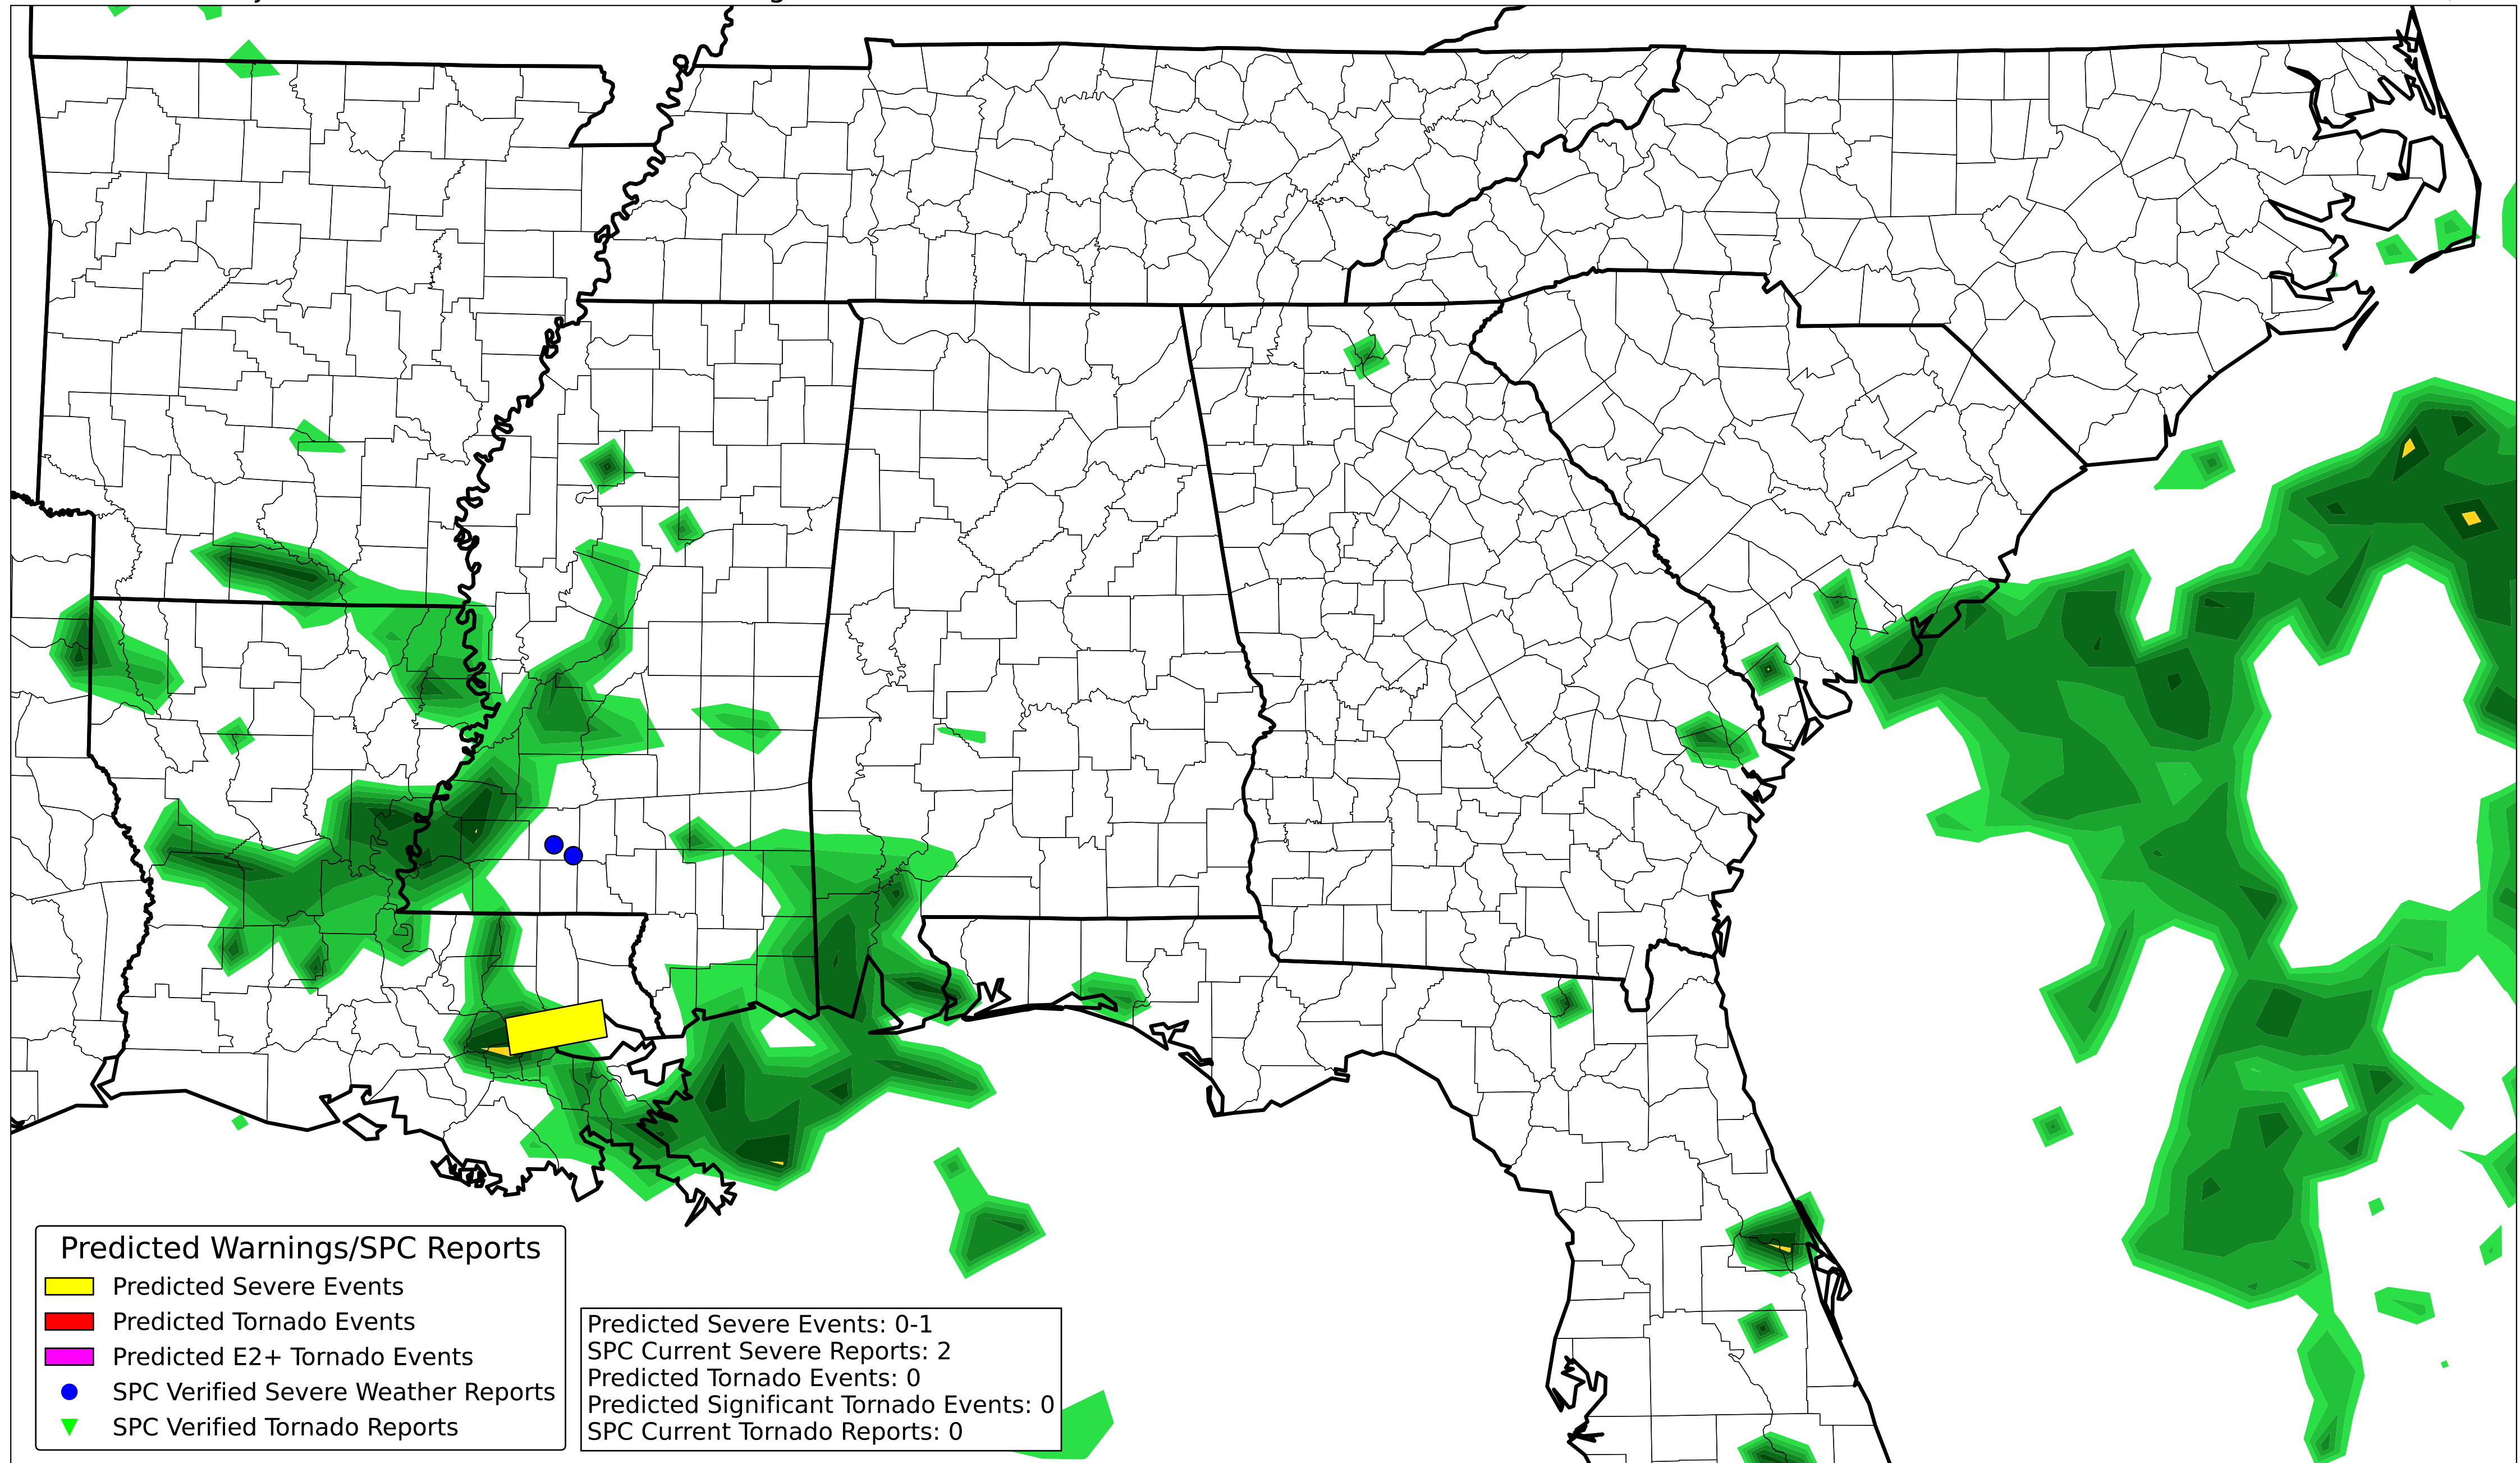 Predicted Warnings/SPC Reports
Predicted Severe Events
Predicted Tornado Events
Predicted E2+ Tornado Events
SPC Verified Severe Weather Reports
SPC Verified Tornado Reports
Predicted Severe Events: 0-1
SPC Current Severe Reports: 2
Predicted Tornado Events: 0
Predicted Significant Tornado Events: 0
SPC Current Tornado Reports: 0